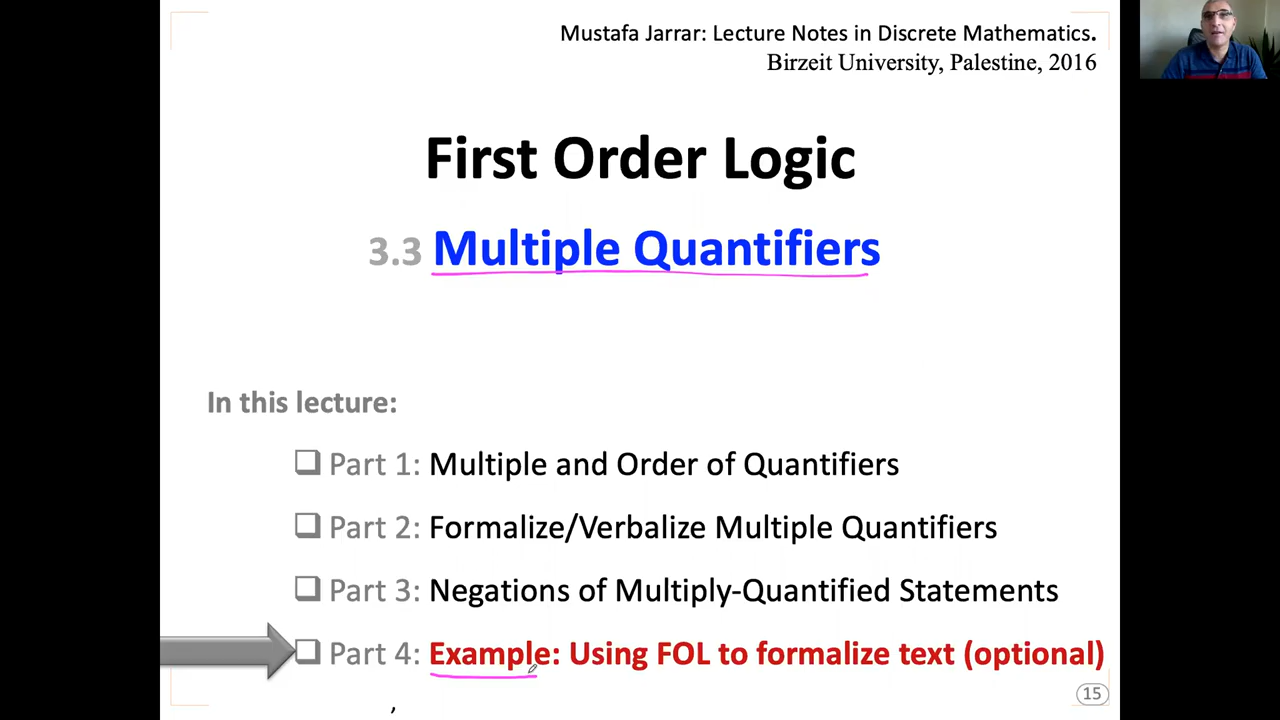 Mustafa Jarrar: Lecture Notes in Discrete Mathematics.
Birzeit University, Palestine, 2016
First Order Logic
3.3 Multiple Quantifiers
In this lecture:
❑ Part 1: Multiple and Order of Quantifiers
❑ Part 2: Formalize/Verbalize Multiple Quantifiers
❑ Part 3: Negations of Multiply-Quantified Statements
❑ Part 4: Example: Using FOL to formalize text (optional)
15
,